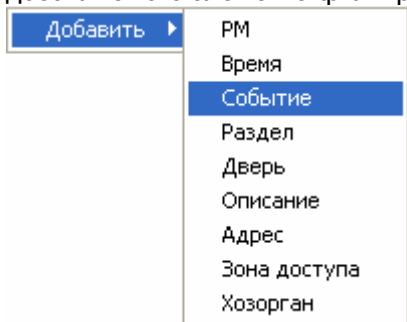 Добавить
РМ
Время
Событие
Раздел
Дверь
Описание
Адрес
Зона доступа
Хозорган